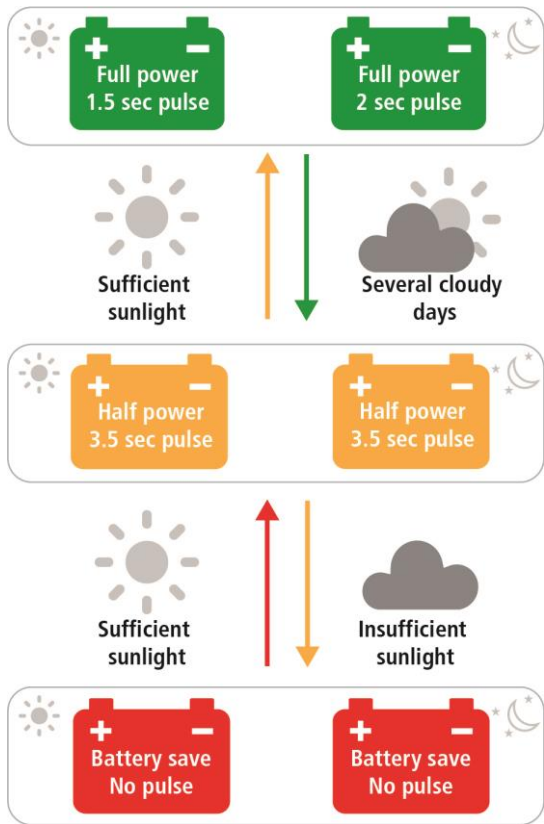 + −
Full power
1.5 sec pulse
+ −
Full power
2 sec pulse
Sufficient
sunlight
Several cloudy
days
+ −
Half power
3.5 sec pulse
+ −
Half power
3.5 sec pulse
Sufficient
sunlight
Insufficient
sunlight
+ −
Battery save
No pulse
+ −
Battery save
No pulse